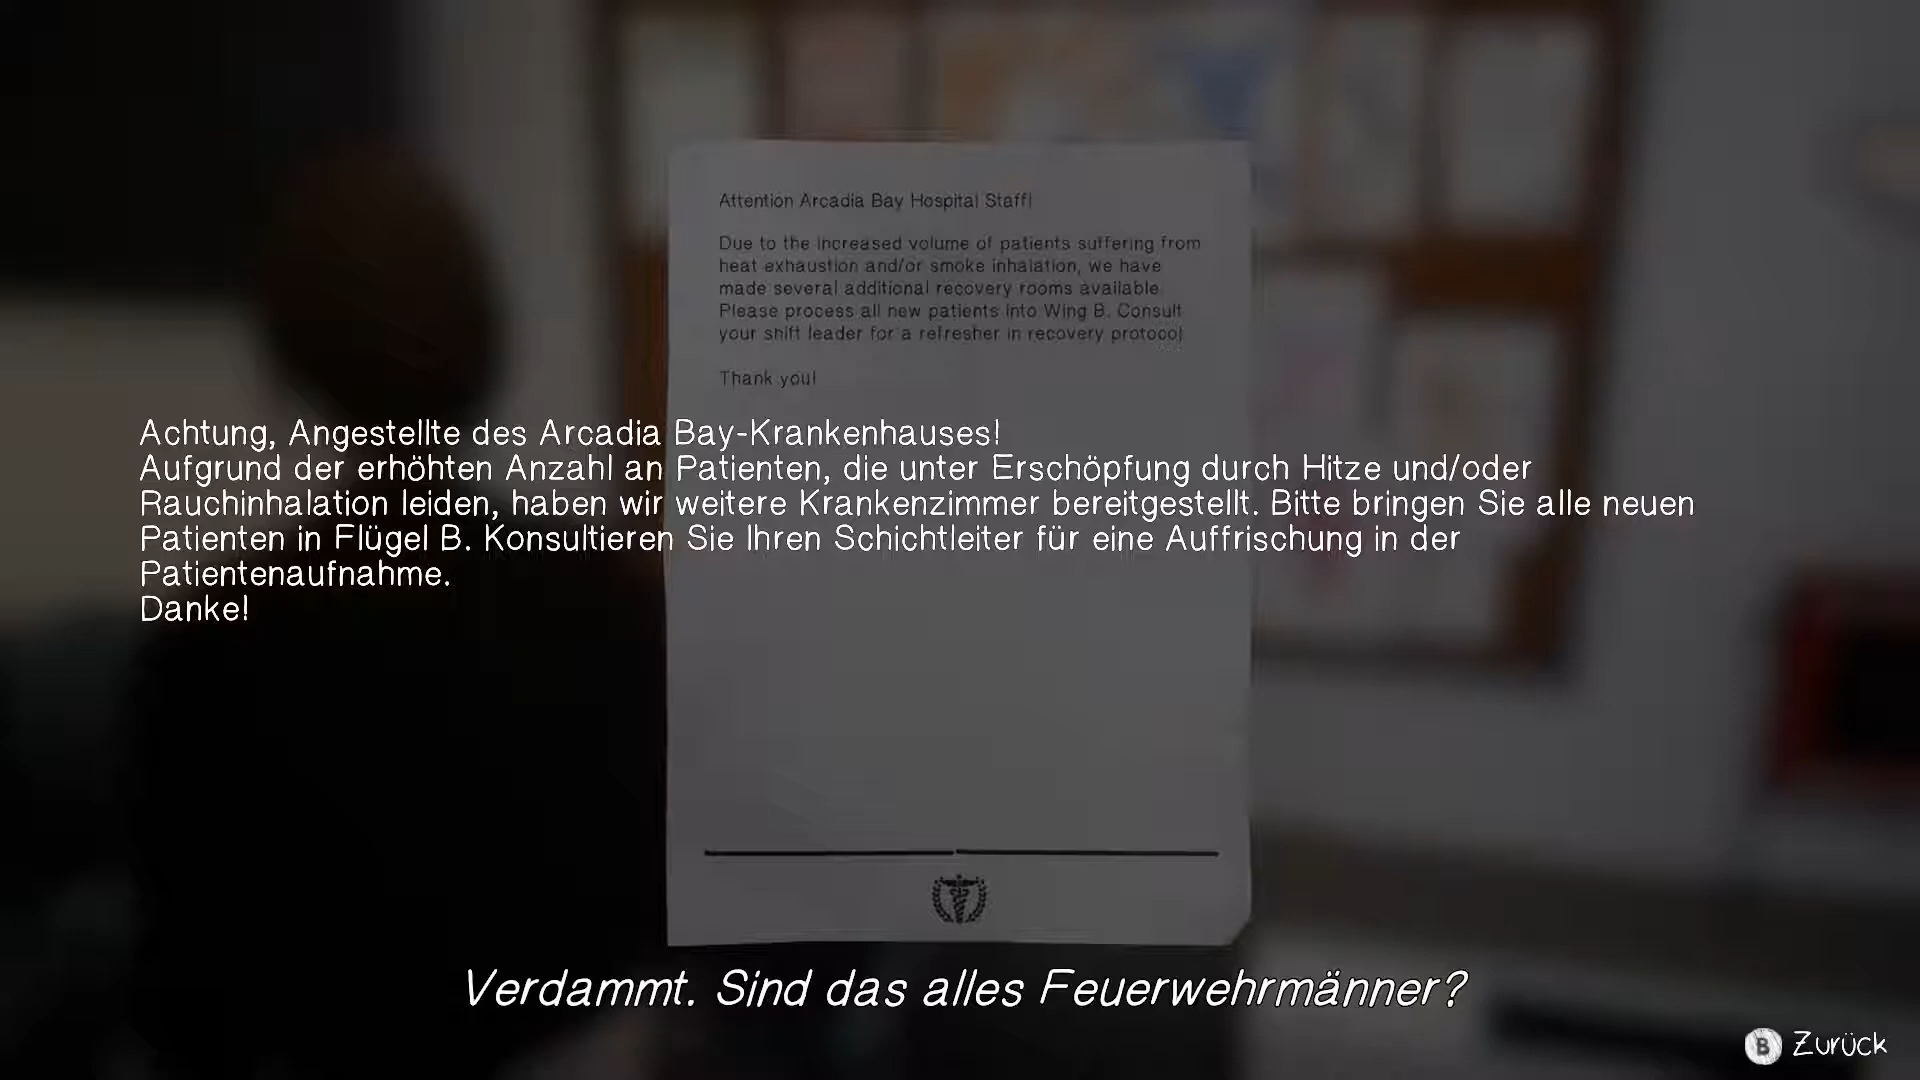 Attention Arcadia Bay Hospital Staff!
Due to the increased volume of patients suffering from
heat exhaustion and/or smoke inhalation, we have
made several additional recovery rooms available.
Please process all new patients into Wing B. Consult
your shift leader for a refresher in recovery protocol.
Thank you!
Achtung, Angestellte des Arcadia Bay-Krankenhauses!
Aufgrund der erhöhten Anzahl an Patienten, die unter Erschöpfung durch Hitze und/oder
Rauchinhalation leiden, haben wir weitere Krankenzimmer bereitgestellt. Bitte bringen Sie alle neuen
Patienten in Flügel B. Konsultieren Sie Ihren Schichtleiter für eine Auffrischung in der
Patientenaufnahme.
Danke!
Verdammt. Sind das alles Feuerwehrmänner?
B Zurück